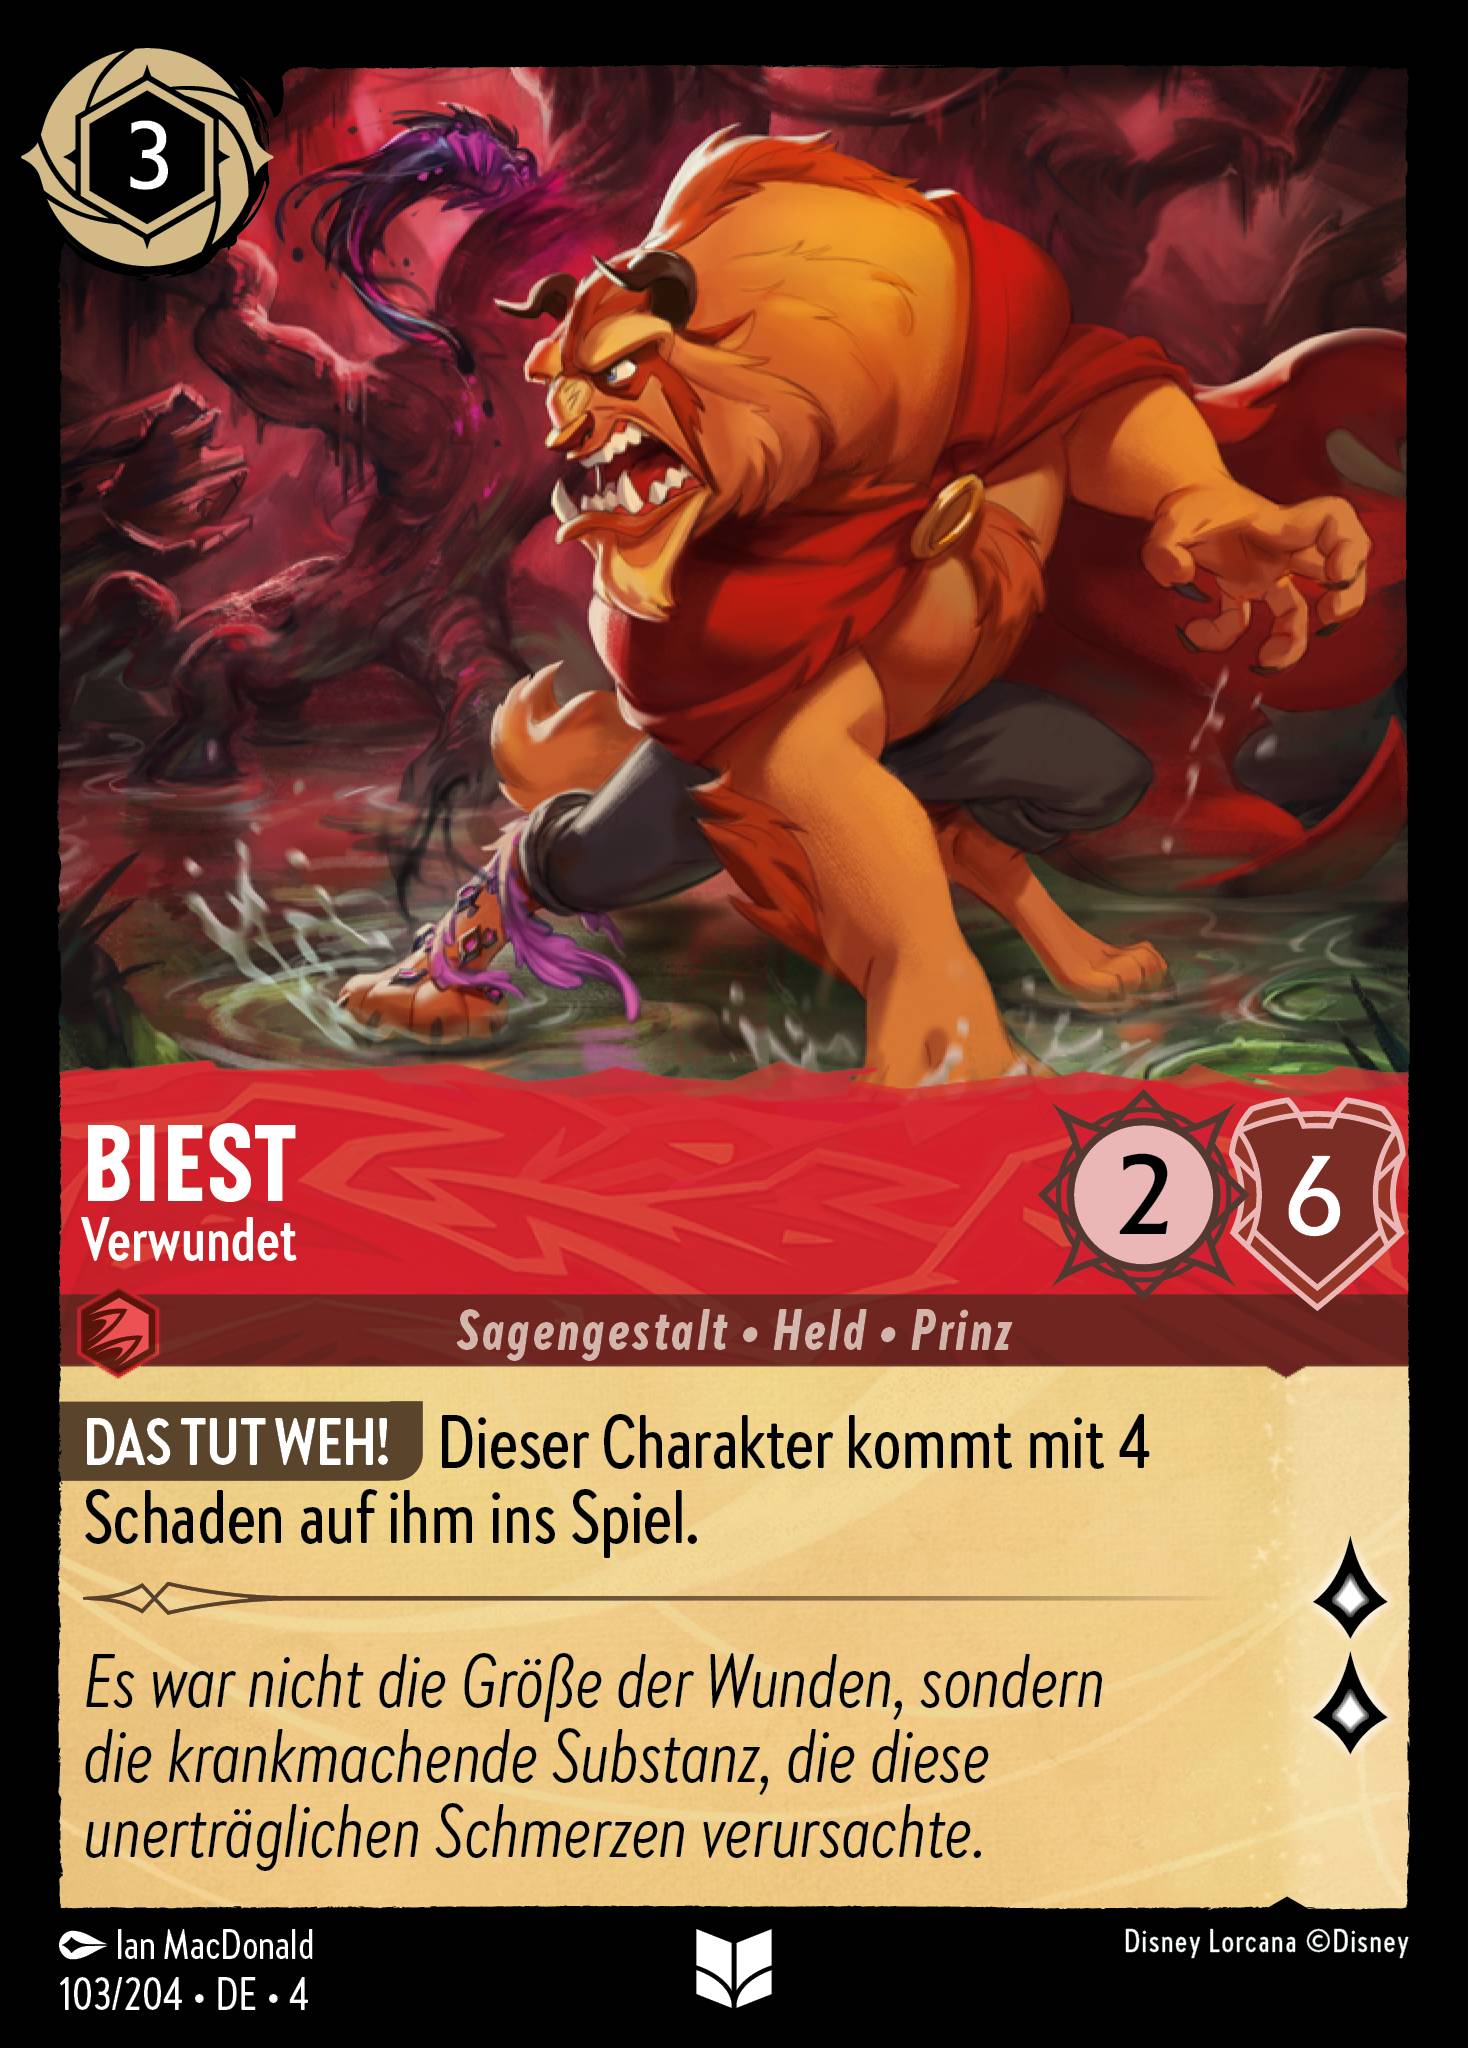 3
BIEST
Verwundet
2
6
Sagengestalt • Held • Prinz
DAS TUT WEH! Dieser Charakter kommt mit 4
Schaden auf ihm ins Spiel.
Es war nicht die Größe der Wunden, sondern
die krankmachende Substanz, die diese
unerträglichen Schmerzen verursachte.
Ian MacDonald
Disney Lorcana ©Disney
103/204 • DE • 4